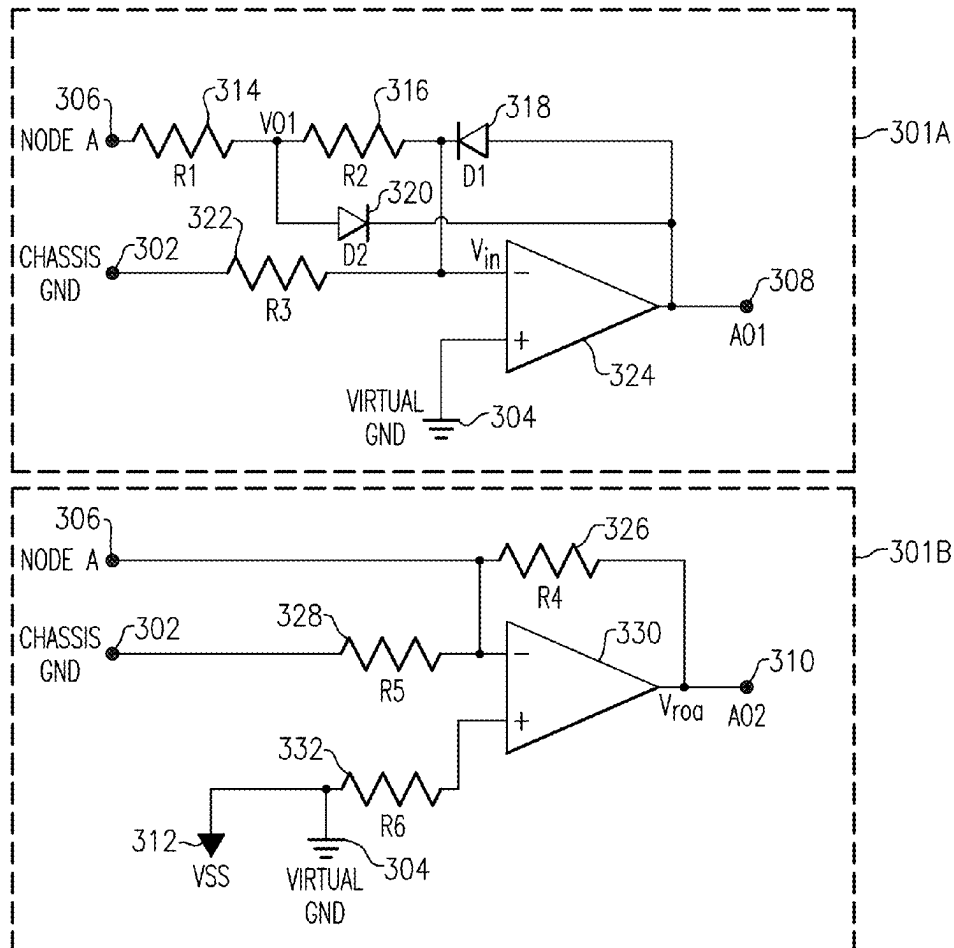 314
316
318
306
NODE A
V01
301A
R1
R2
D1
320
322
D2
CHASSIS
GND
302
Vin
308
R3
A01
324
VIRTUAL
GND
304
306
326
NODE A
301B
R4
CHASSIS
GND
302
328
330
310
R5
Vroa
A02
332
R6
312
VSS
304
VIRTUAL
GND